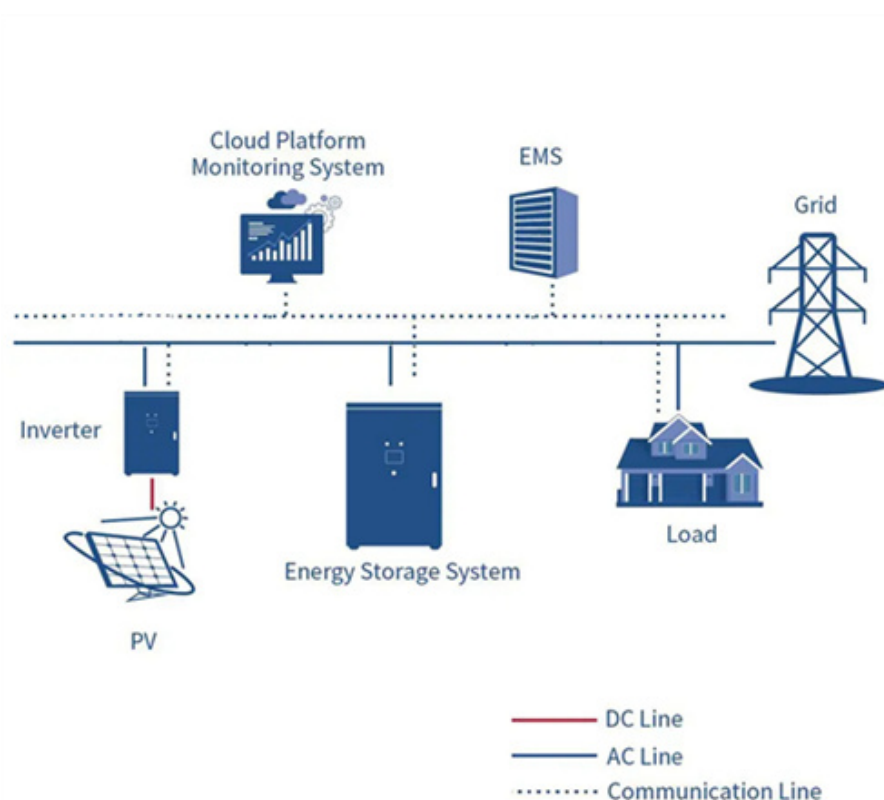 Cloud Platform
Monitoring System
EMS
Grid
Inverter
Energy Storage System
Load
PV
DC Line
AC Line
Communication Line